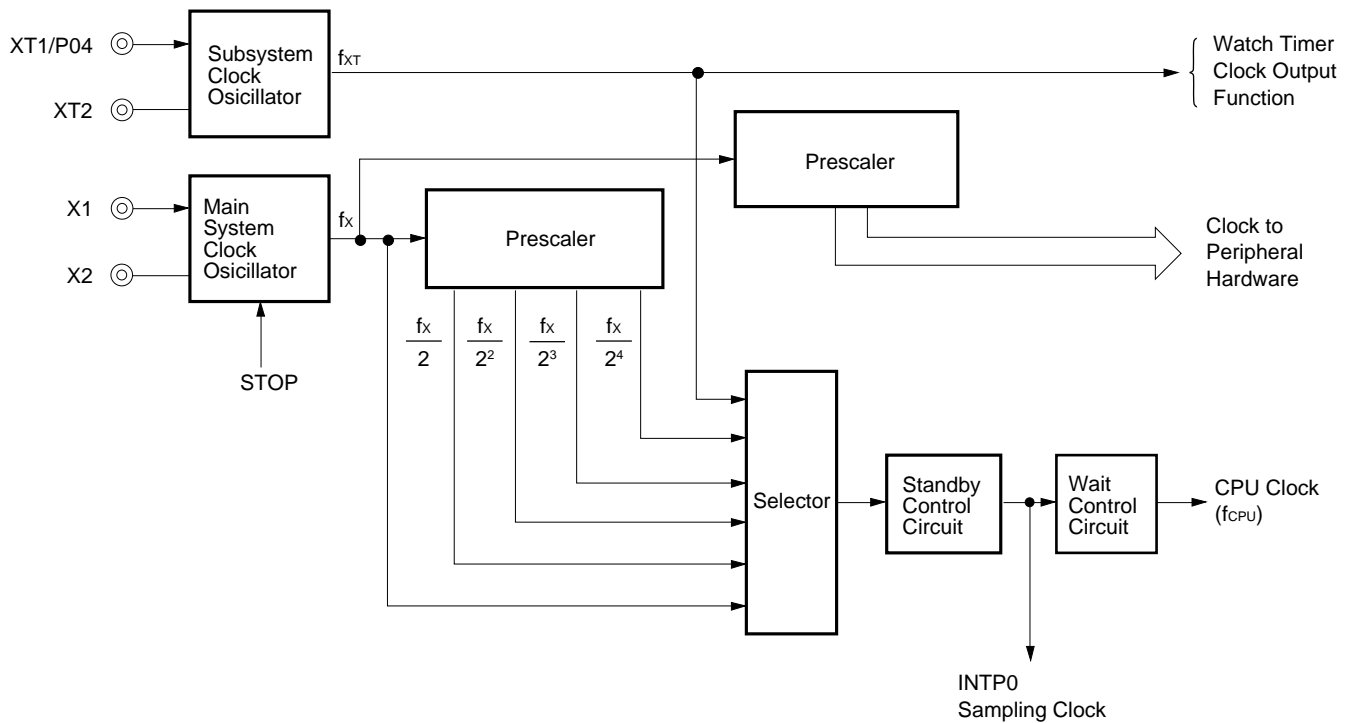 XT1/P04
XT2
Subsystem
Clock
Osicillator
fXT
Watch Timer
Clock Output
Function
X1
X2
Main
System
Clock
Osicillator
fX
Prescaler
Prescaler
Clock to
Peripheral
Hardware
STOP
fX/2
fX/2²
fX/2³
fX/2⁴
Selector
Standby
Control
Circuit
Wait
Control
Circuit
CPU Clock
(fCPU)
INTP0
Sampling Clock